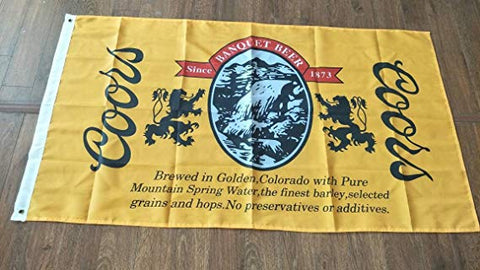 BANQUET BEER
Since 1873
Coors
Coors
Brewed in Golden,Colorado with Pure
Mountain Spring Water,the finest barley,selected
grains and hops.No preservatives or additives.